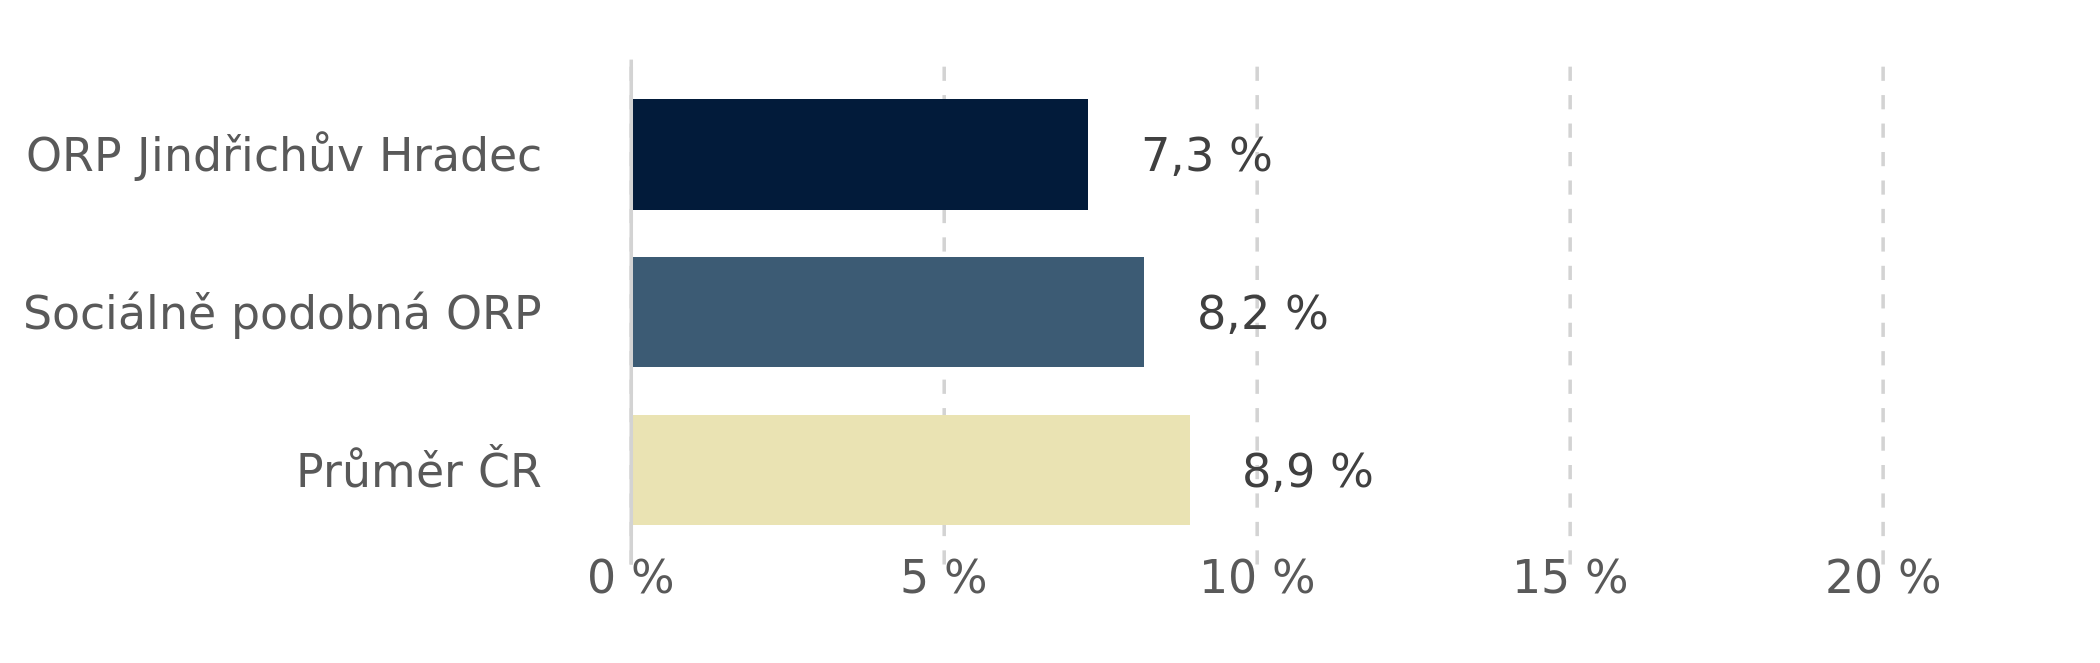 ORP Jindřichův Hradec 7,3 %
Sociálně podobná ORP 8,2 %
Průměr ČR 8,9 %
0 % 5 % 10 % 15 % 20 %